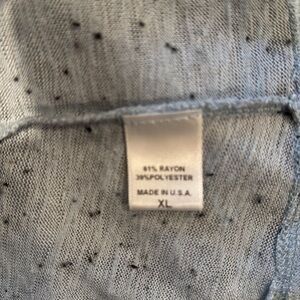 61% RAYON
39%POLYESTER
MADE IN U.S.A.
XL